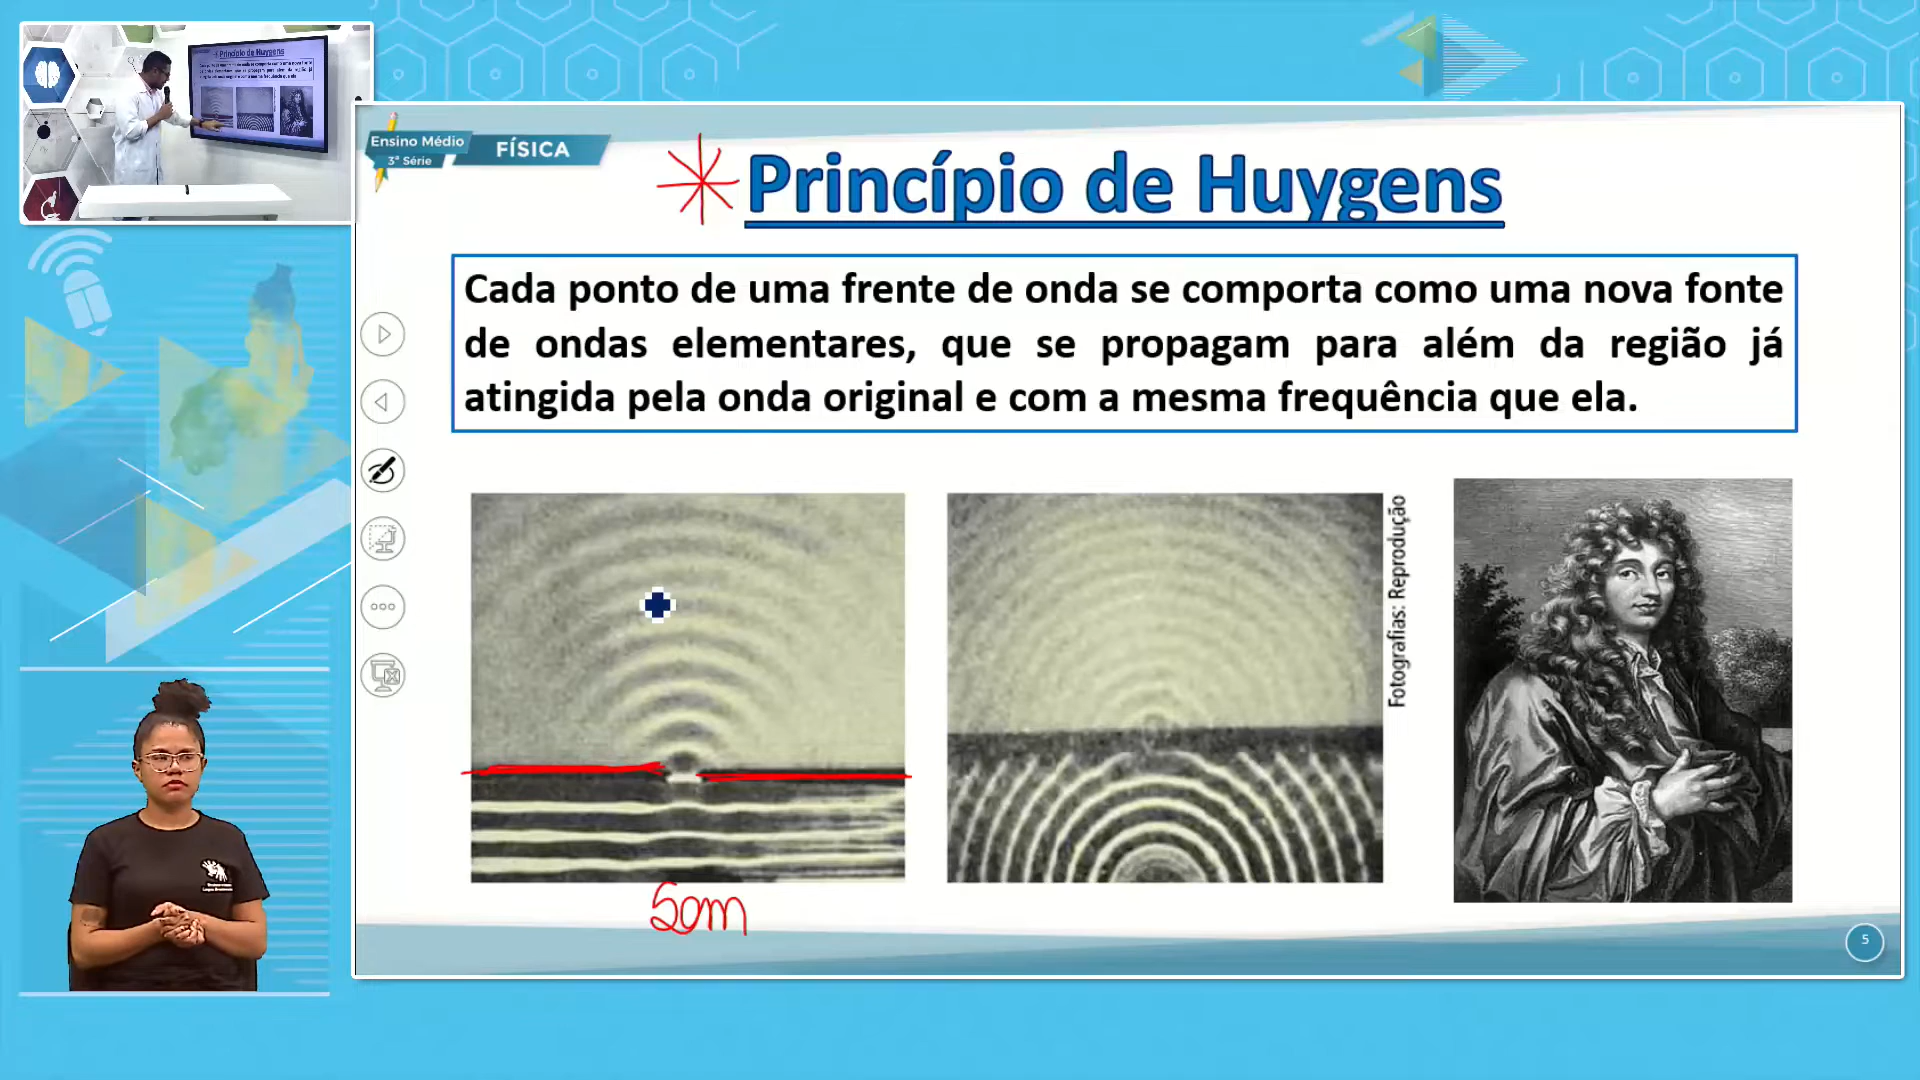 Ensino Médio
3ª Série
FÍSICA
Princípio de Huygens
Cada ponto de uma frente de onda se comporta como uma nova fonte
de ondas elementares, que se propagam para além da região já
atingida pela onda original e com a mesma frequência que ela.
Fotografias: Reprodução
Som
5